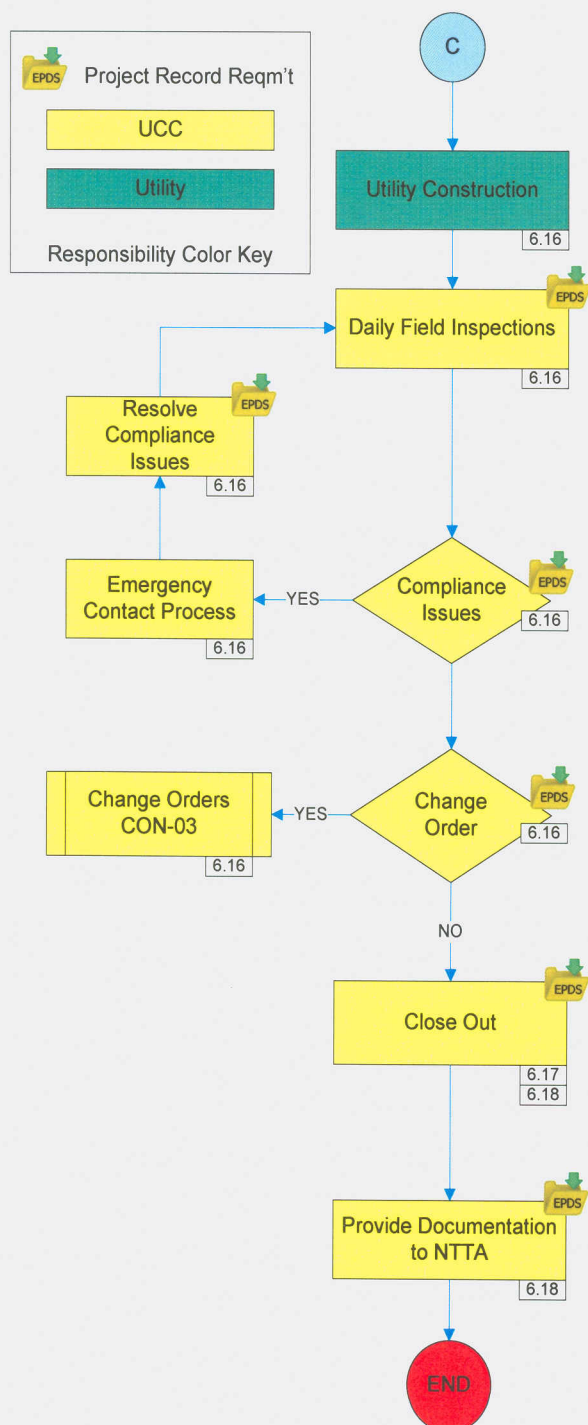 EPDS
Project Record Reqm't
UCC
Utility
Responsibility Color Key
C
Utility Construction
6.16
EPDS
Daily Field Inspections
6.16
EPDS
Resolve
Compliance
Issues
6.16
Emergency
Contact Process
6.16
YES
Compliance
Issues
EPDS
6.16
Change Orders
CON-03
6.16
YES
Change
Order
EPDS
6.16
NO
EPDS
Close Out
6.17
6.18
EPDS
Provide Documentation
to NTTA
6.18
END